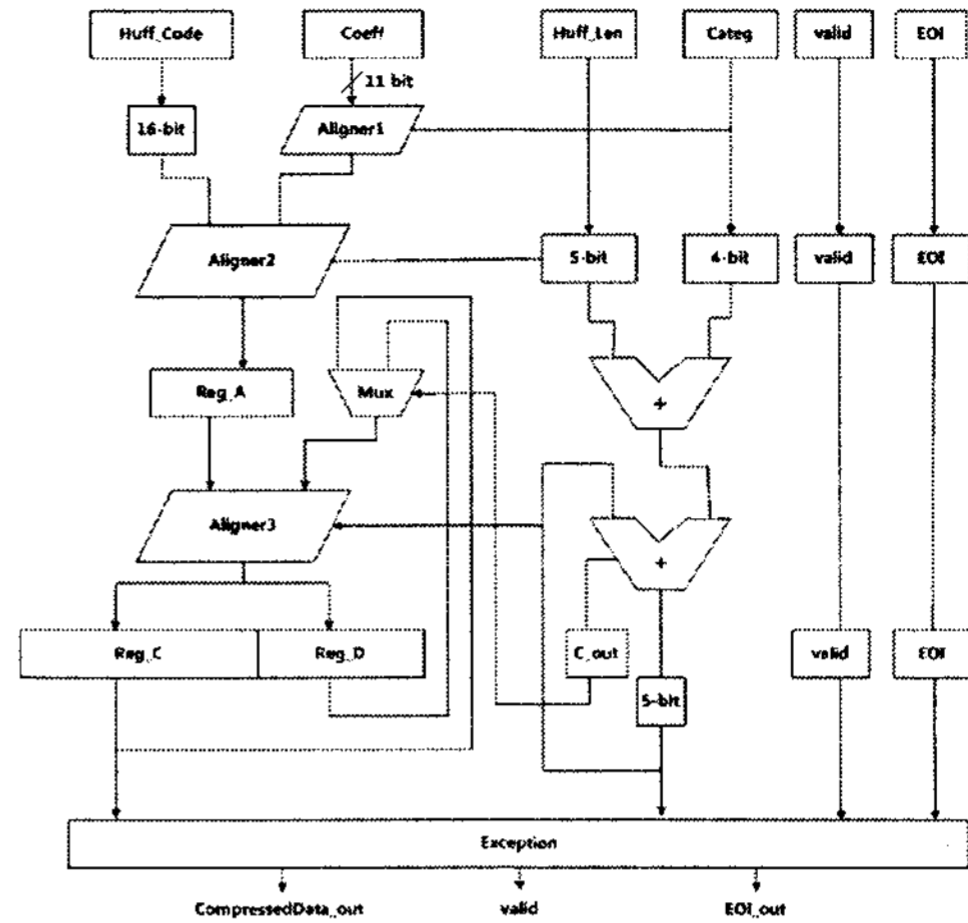 Huff_Code
Coeff
Huff_Len
Categ
valid
EOI
11 bit
16-bit
Aligner1
Aligner2
5-bit
4-bit
valid
EOI
Reg_A
Mux
+
Aligner3
+
Reg_C
Reg_D
C_out
valid
EOI
5-bit
Exception
CompressedData_out
valid
EOI_out